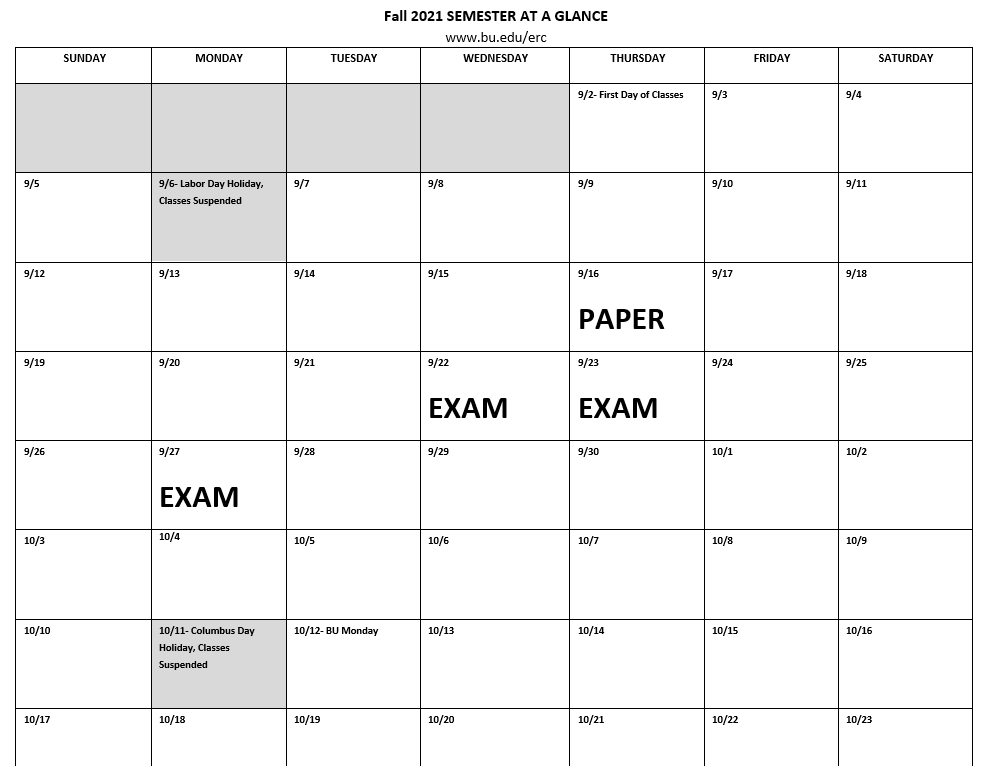 Fall 2021 SEMESTER AT A GLANCE
www.bu.edu/erc
SUNDAY MONDAY TUESDAY WEDNESDAY THURSDAY FRIDAY SATURDAY
9/2- First Day of Classes 9/3 9/4
9/5 9/6- Labor Day Holiday, 9/7 9/8 9/9 9/10 9/11
Classes Suspended
9/12 9/13 9/14 9/15 9/16 9/17 9/18
PAPER
9/19 9/20 9/21 9/22 9/23 9/24 9/25
EXAM EXAM
9/26 9/27 9/28 9/29 9/30 10/1 10/2
EXAM
10/3 10/4 10/5 10/6 10/7 10/8 10/9
10/10 10/11- Columbus Day 10/12- BU Monday 10/13 10/14 10/15 10/16
Holiday, Classes
Suspended
10/17 10/18 10/19 10/20 10/21 10/22 10/23